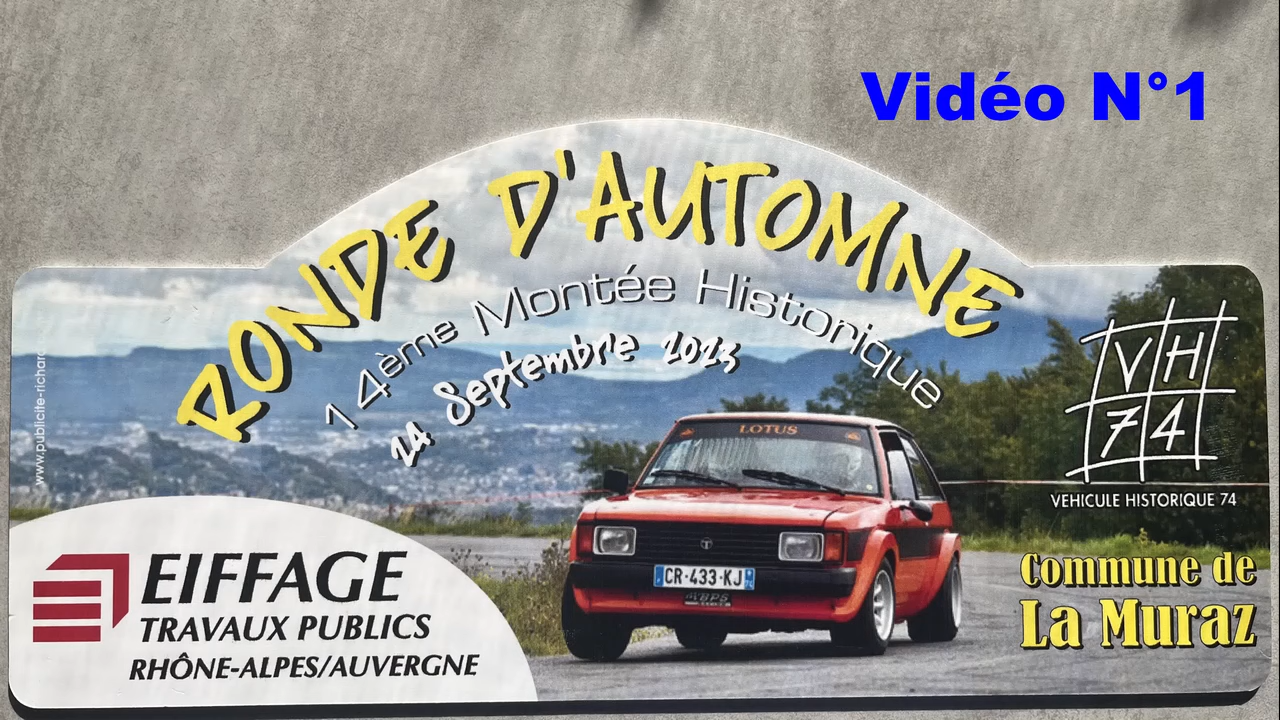 Vidéo N°1
RONDE D'AUTOMNE
14ème Montée Historique
24 Septembre 2023
www.publicite-richar
VH
74
VEHICULE HISTORIQUE 74
LOTUS
CR-433-KJ
EIFFAGE
TRAVAUX PUBLICS
RHÔNE-ALPES/AUVERGNE
Commune de
La Muraz